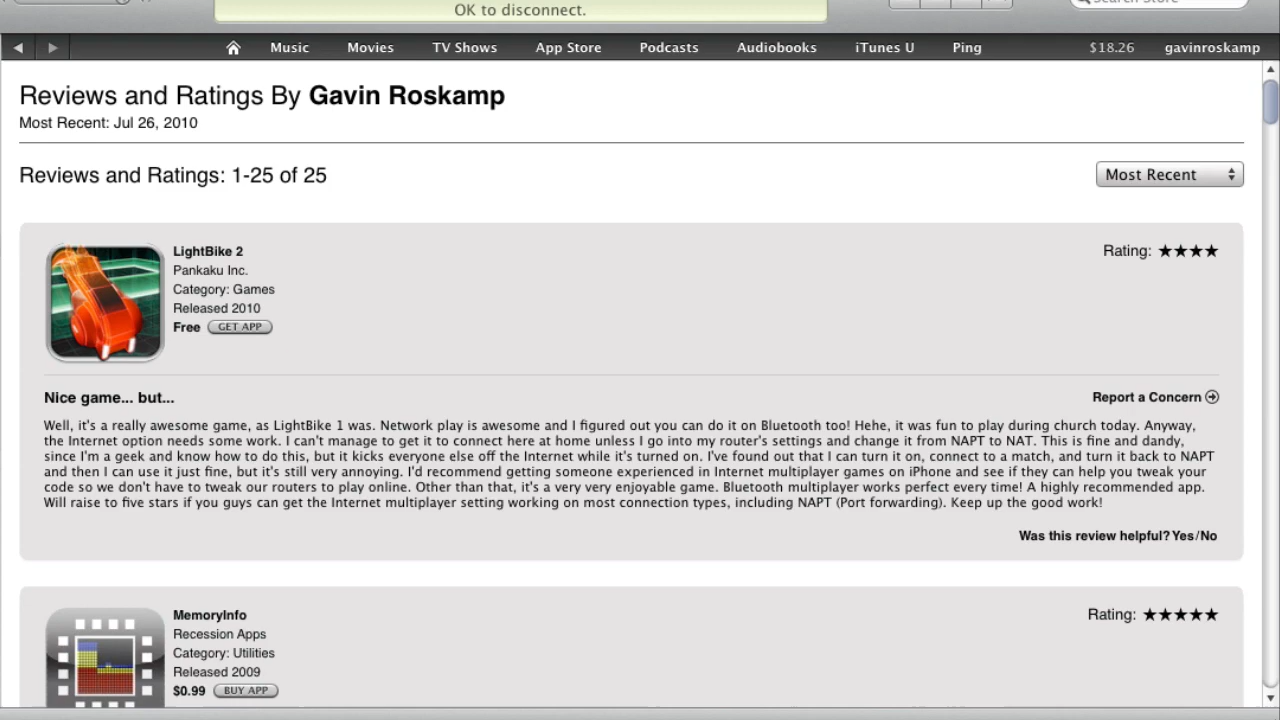 OK to disconnect.
Search Store
Music Movies TV Shows App Store Podcasts Audiobooks iTunes U Ping $18.26 gavinroskamp
Reviews and Ratings By Gavin Roskamp
Most Recent: Jul 26, 2010
Reviews and Ratings: 1-25 of 25
Most Recent
LightBike 2
Rating: ★★★★
Pankaku Inc.
Category: Games
Released 2010
Free GET APP
Nice game... but...
Report a Concern
Well, it's a really awesome game, as LightBike 1 was. Network play is awesome and I figured out you can do it on Bluetooth too! Hehe, it was fun to play during church today. Anyway,
the Internet option needs some work. I can't manage to get it to connect here at home unless I go into my router's settings and change it from NAPT to NAT. This is fine and dandy,
since I'm a geek and know how to do this, but it kicks everyone else off the Internet while it's turned on. I've found out that I can turn it on, connect to a match, and turn it back to NAPT
and then I can use it just fine, but it's still very annoying. I'd recommend getting someone experienced in Internet multiplayer games on iPhone and see if they can help you tweak your
code so we don't have to tweak our routers to play online. Other than that, it's a very very enjoyable game. Bluetooth multiplayer works perfect every time! A highly recommended app.
Will raise to five stars if you guys can get the Internet multiplayer setting working on most connection types, including NAPT (Port forwarding). Keep up the good work!
Was this review helpful? Yes/No
MemoryInfo
Rating: ★★★★★
Recession Apps
Category: Utilities
Released 2009
$0.99 BUY APP